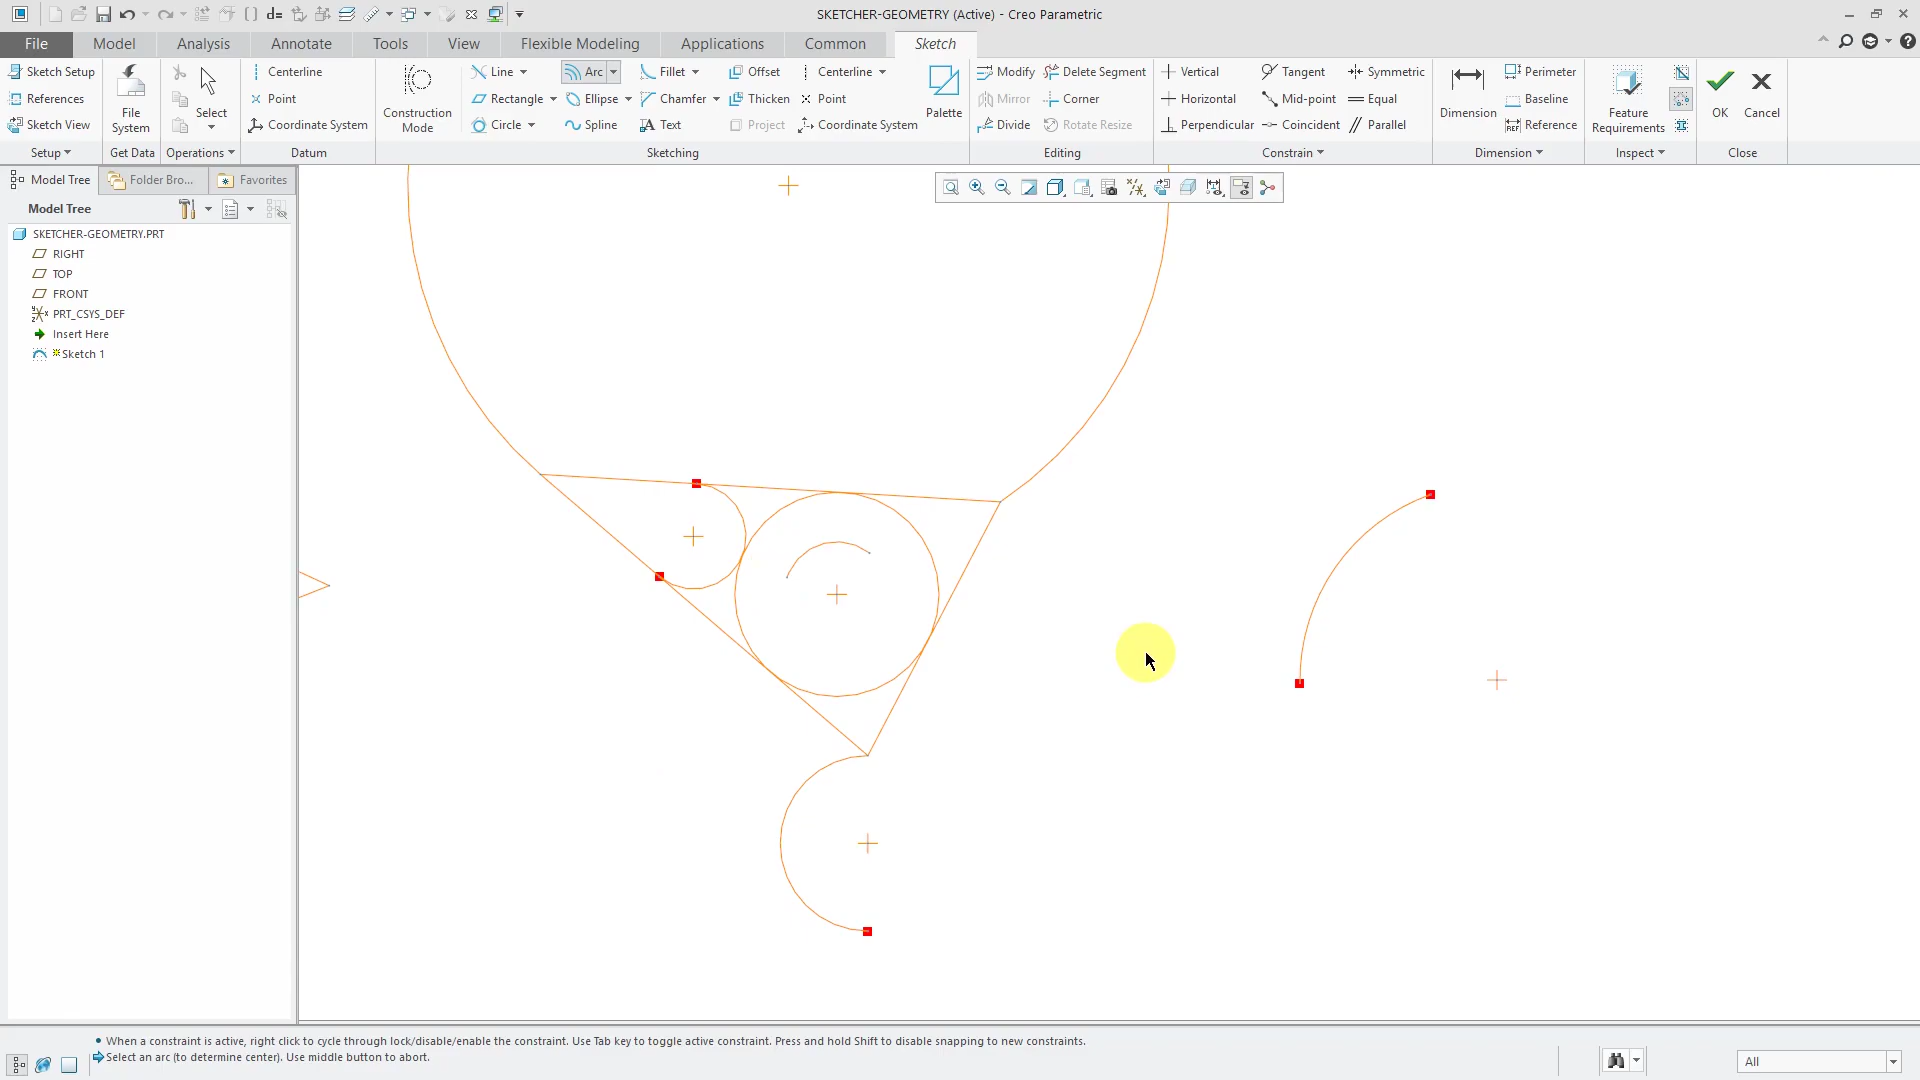 SKETCHER-GEOMETRY (Active) - Creo Parametric
File Model Analysis Annotate Tools View Flexible Modeling Applications Common Sketch
Sketch Setup
References
Sketch View
Setup
File System
Get Data
Select
Operations
Centerline
Point
Coordinate System
Datum
Construction Mode
Line
Rectangle
Circle
Arc
Ellipse
Spline
Fillet
Chamfer
Text
Offset
Thicken
Project
Centerline
Point
Coordinate System
Palette
Sketching
Modify
Mirror
Divide
Delete Segment
Corner
Rotate Resize
Editing
Vertical
Horizontal
Perpendicular
Tangent
Mid-point
Coincident
Symmetric
Equal
Parallel
Constrain
Dimension
Perimeter
Baseline
REF Reference
Dimension
Feature Requirements
Inspect
OK
Cancel
Close
Model Tree
Folder Bro...
Favorites
Model Tree
SKETCHER-GEOMETRY.PRT
RIGHT
TOP
FRONT
PRT_CSYS_DEF
Insert Here
Sketch 1
• When a constraint is active, right click to cycle through lock/disable/enable the constraint. Use Tab key to toggle active constraint. Press and hold Shift to disable snapping to new constraints.
Select an arc (to determine center). Use middle button to abort.
All